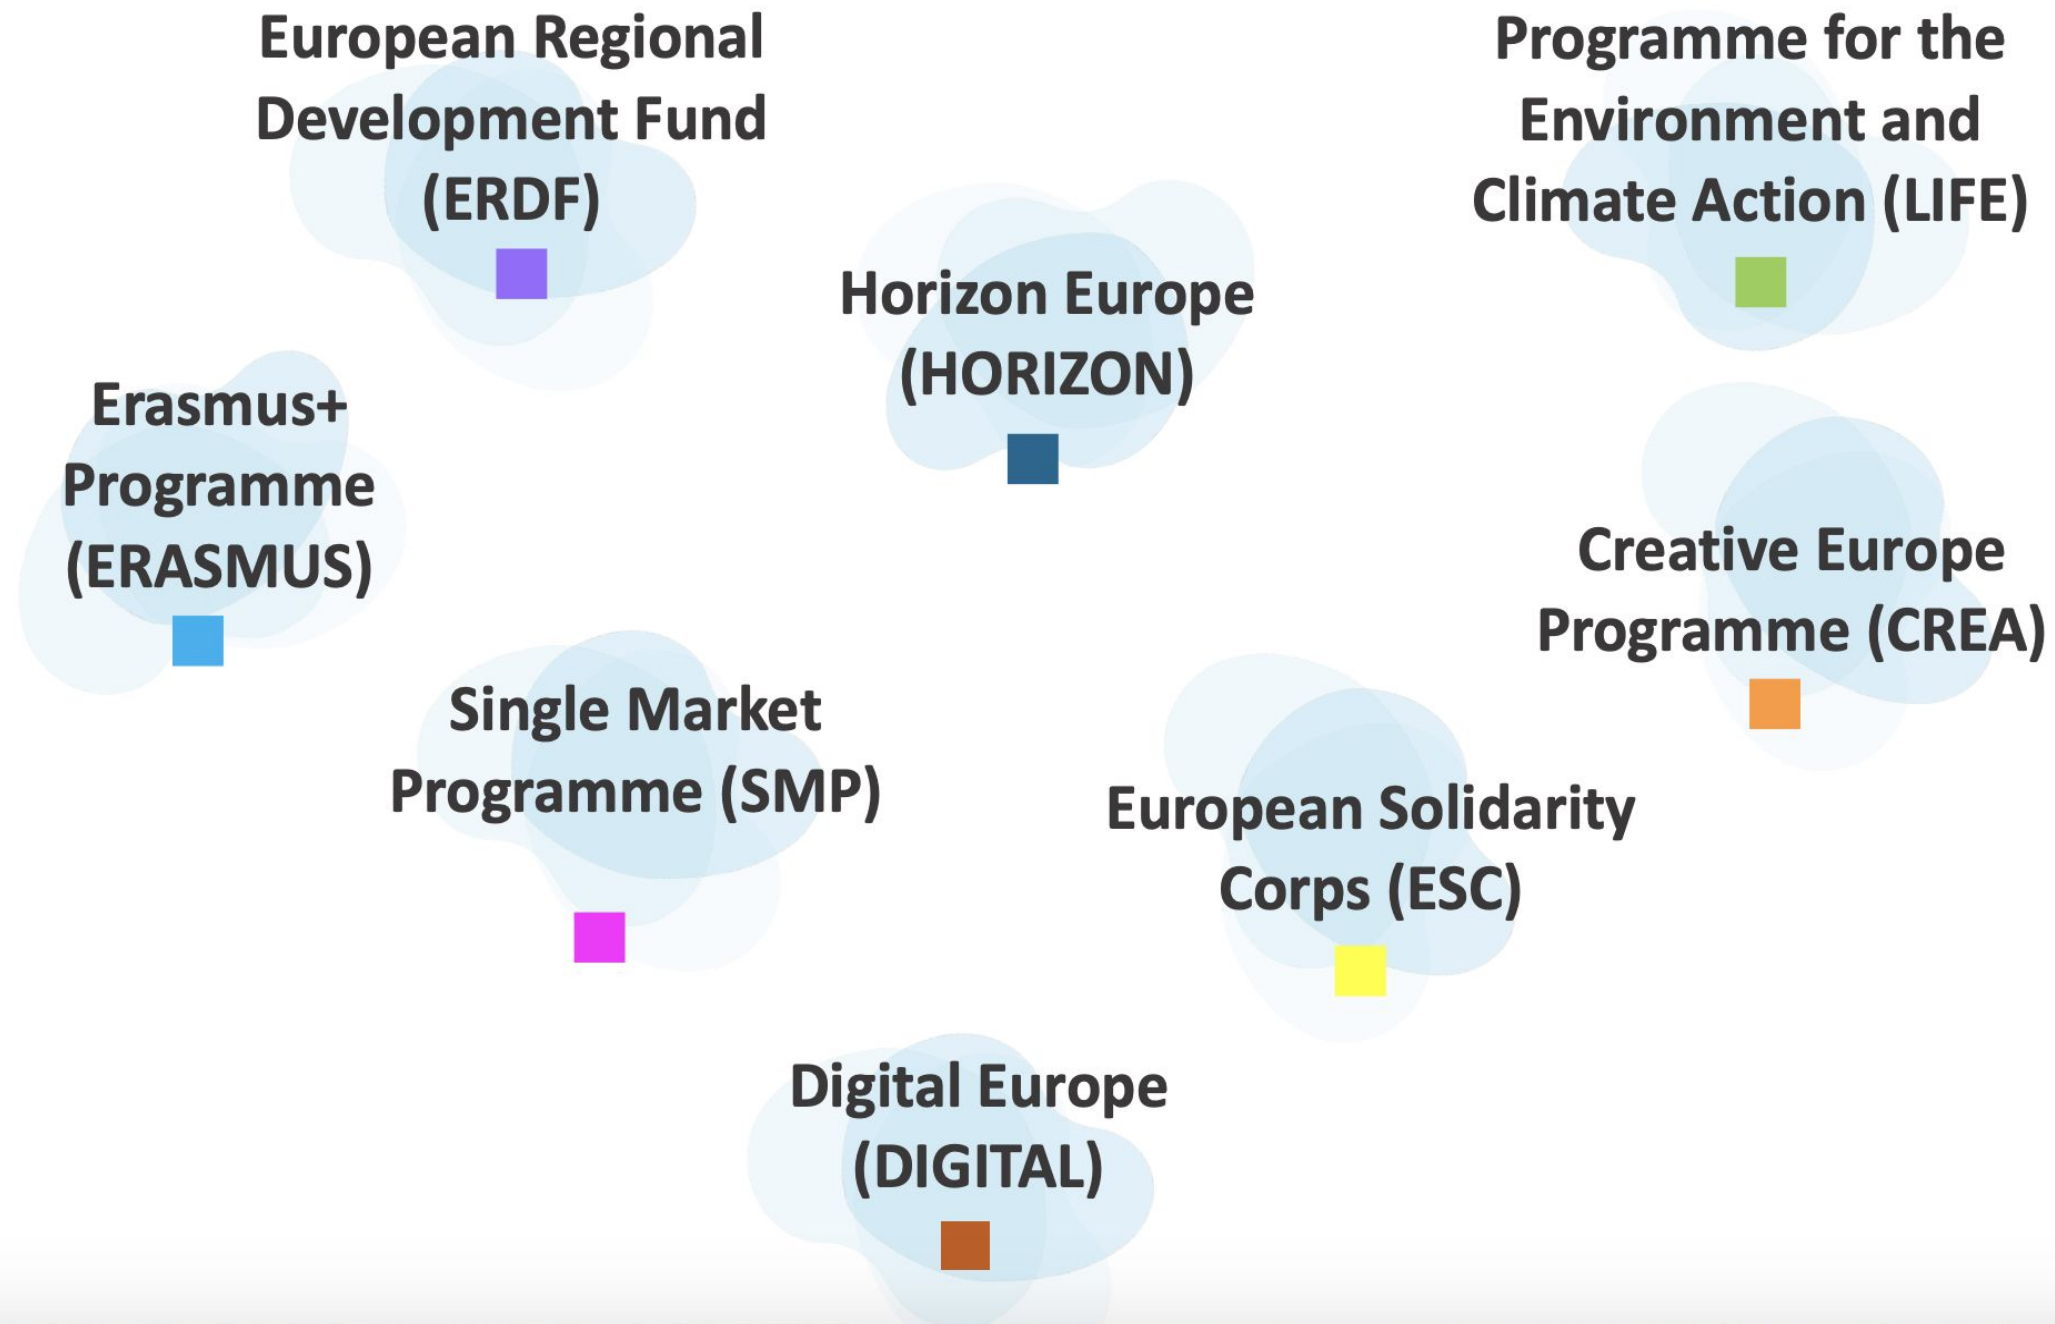 European Regional
Development Fund
(ERDF)
Programme for the
Environment and
Climate Action (LIFE)
Horizon Europe
(HORIZON)
Erasmus+
Programme
(ERASMUS)
Creative Europe
Programme (CREA)
Single Market
Programme (SMP)
European Solidarity
Corps (ESC)
Digital Europe
(DIGITAL)